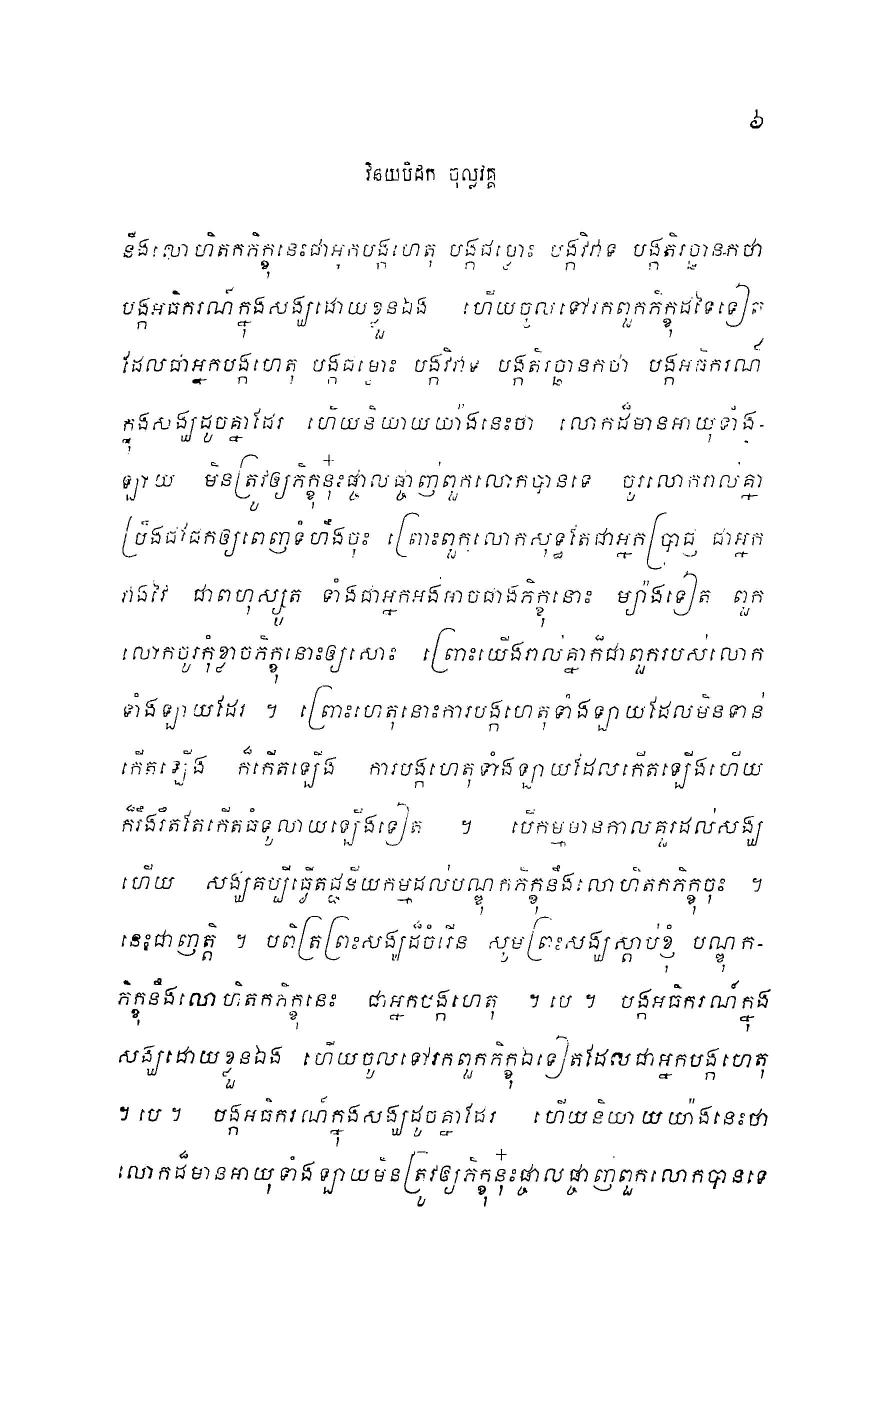 ៦
វិនយបិដក ចុល្លវគ្គ
នឹងលោហិតកភិក្ខុនេះជាអ្នកបង្កហេតុ បង្កជម្លោះ បង្កវិវាទ បង្កតិរច្ឆានកថា
បង្កអធិករណ៍ក្នុងសង្ឃដោយខ្លួនឯង ហើយចូលទៅរកពួកភិក្ខុដទៃទៀត
ដែលជាអ្នកបង្កហេតុ បង្កជម្លោះ បង្កវិវាទ បង្កតិរច្ឆានកថា បង្កអធិករណ៍
ក្នុងសង្ឃដូចគ្នាដែរ ហើយនិយាយយ៉ាងនេះថា លោកដ៏មានអាយុទាំង-
ឡាយ មិនត្រូវឲ្យភិក្ខុនុ៎ះផ្ចាលផ្ចាញ់ពួកលោកបានទេ ចូរលោករាល់គ្នា
ប្រឹងជជែកឲ្យពេញទំហឹងចុះ ព្រោះពួកលោកសុទ្ធតែជាអ្នកប្រាជ្ញ ជាអ្នក
វាងវៃ ជាពហុស្សូត ទាំងជាអ្នកអង់អាចជាងភិក្ខុនោះ ម្យ៉ាងទៀត ពួក
លោកចូរកុំខ្លាចភិក្ខុនោះឲ្យសោះ ព្រោះយើងរាល់គ្នាក៏ជាពួករបស់លោក
ទាំងឡាយដែរ ។ ព្រោះហេតុនោះការបង្កហេតុទាំងឡាយដែលមិនទាន់
កើតឡើង ក៏កើតឡើង ការបង្កហេតុទាំងឡាយដែលកើតឡើងហើយ
ក៏រឹងរឹតតែកើតធំទូលាយឡើងទៀត ។ បើកម្មមានកាលគួរដល់សង្ឃ
ហើយ សង្ឃគប្បីធ្វើតជ្ជនីយកម្មដល់បណ្ឌុកភិក្ខុនឹងលោហិតកភិក្ខុចុះ ។
នេះជាញត្តិ ។ បពិត្រព្រះសង្ឃដ៏ចំរើន សូមព្រះសង្ឃស្តាប់ខ្ញុំ បណ្ឌុក-
ភិក្ខុនឹងលោហិតកភិក្ខុនេះ ជាអ្នកបង្កហេតុ ។ បេ ។ បង្កអធិករណ៍ក្នុង
សង្ឃដោយខ្លួនឯង ហើយចូលទៅរកពួកភិក្ខុឯទៀតដែលជាអ្នកបង្កហេតុ
។ បេ ។ បង្កអធិករណ៍ក្នុងសង្ឃដូចគ្នាដែរ ហើយនិយាយយ៉ាងនេះថា
លោកដ៏មានអាយុទាំងឡាយមិនត្រូវឲ្យភិក្ខុនុ៎ះផ្ចាលផ្ចាញ់ពួកលោកបានទេ